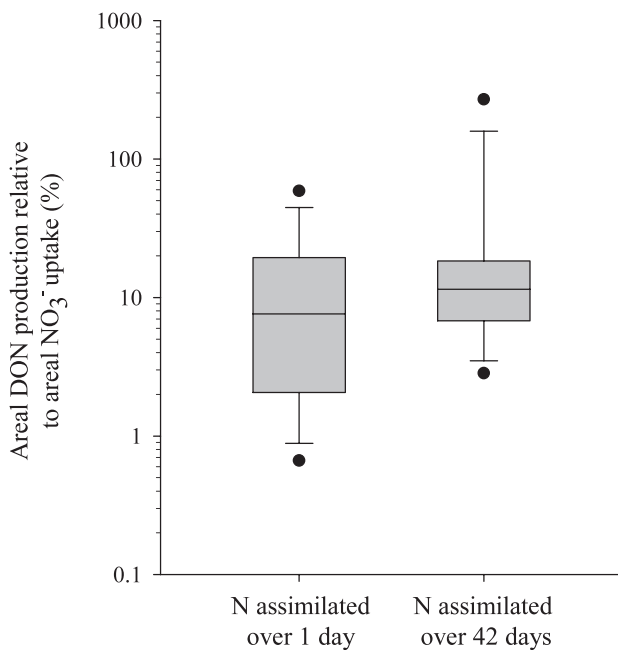 Areal DON production relative
to areal NO3- uptake (%)
1000
100
10
1
0.1
N assimilated
over 1 day
N assimilated
over 42 days